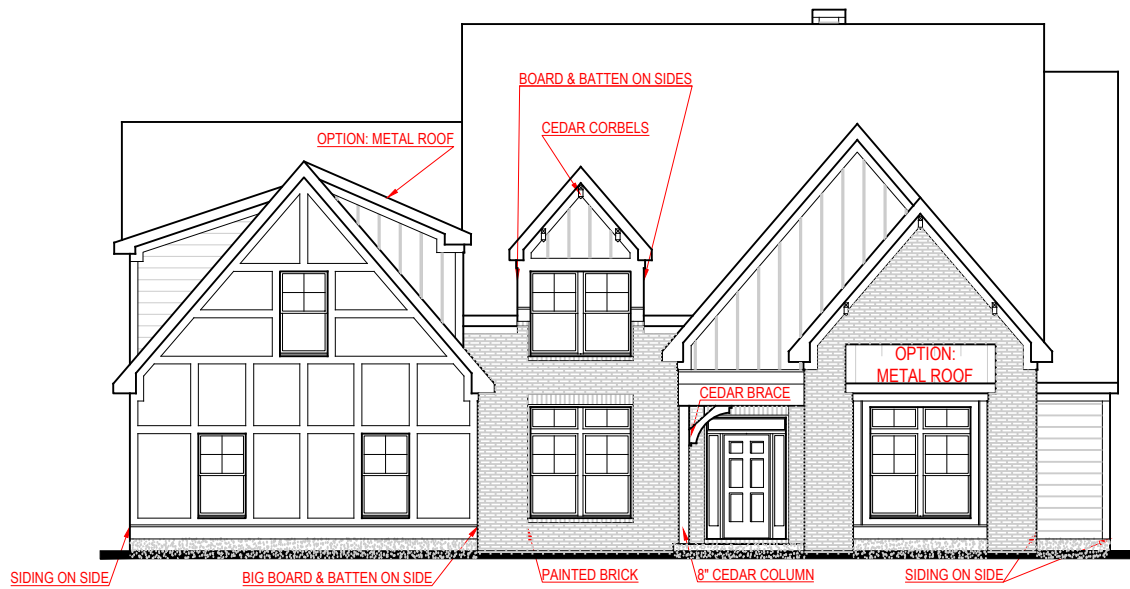 BOARD & BATTEN ON SIDES
CEDAR CORBELS
OPTION: METAL ROOF
OPTION:
METAL ROOF
CEDAR BRACE
SIDING ON SIDE
BIG BOARD & BATTEN ON SIDE
PAINTED BRICK
8" CEDAR COLUMN
SIDING ON SIDE